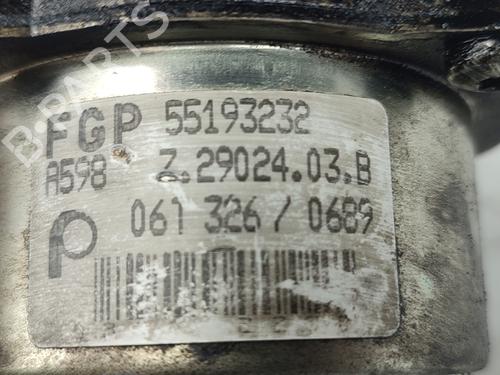 FGP 55193232
A598 Z.29024.03.B
P 061 326 / 0689
B-PARTS